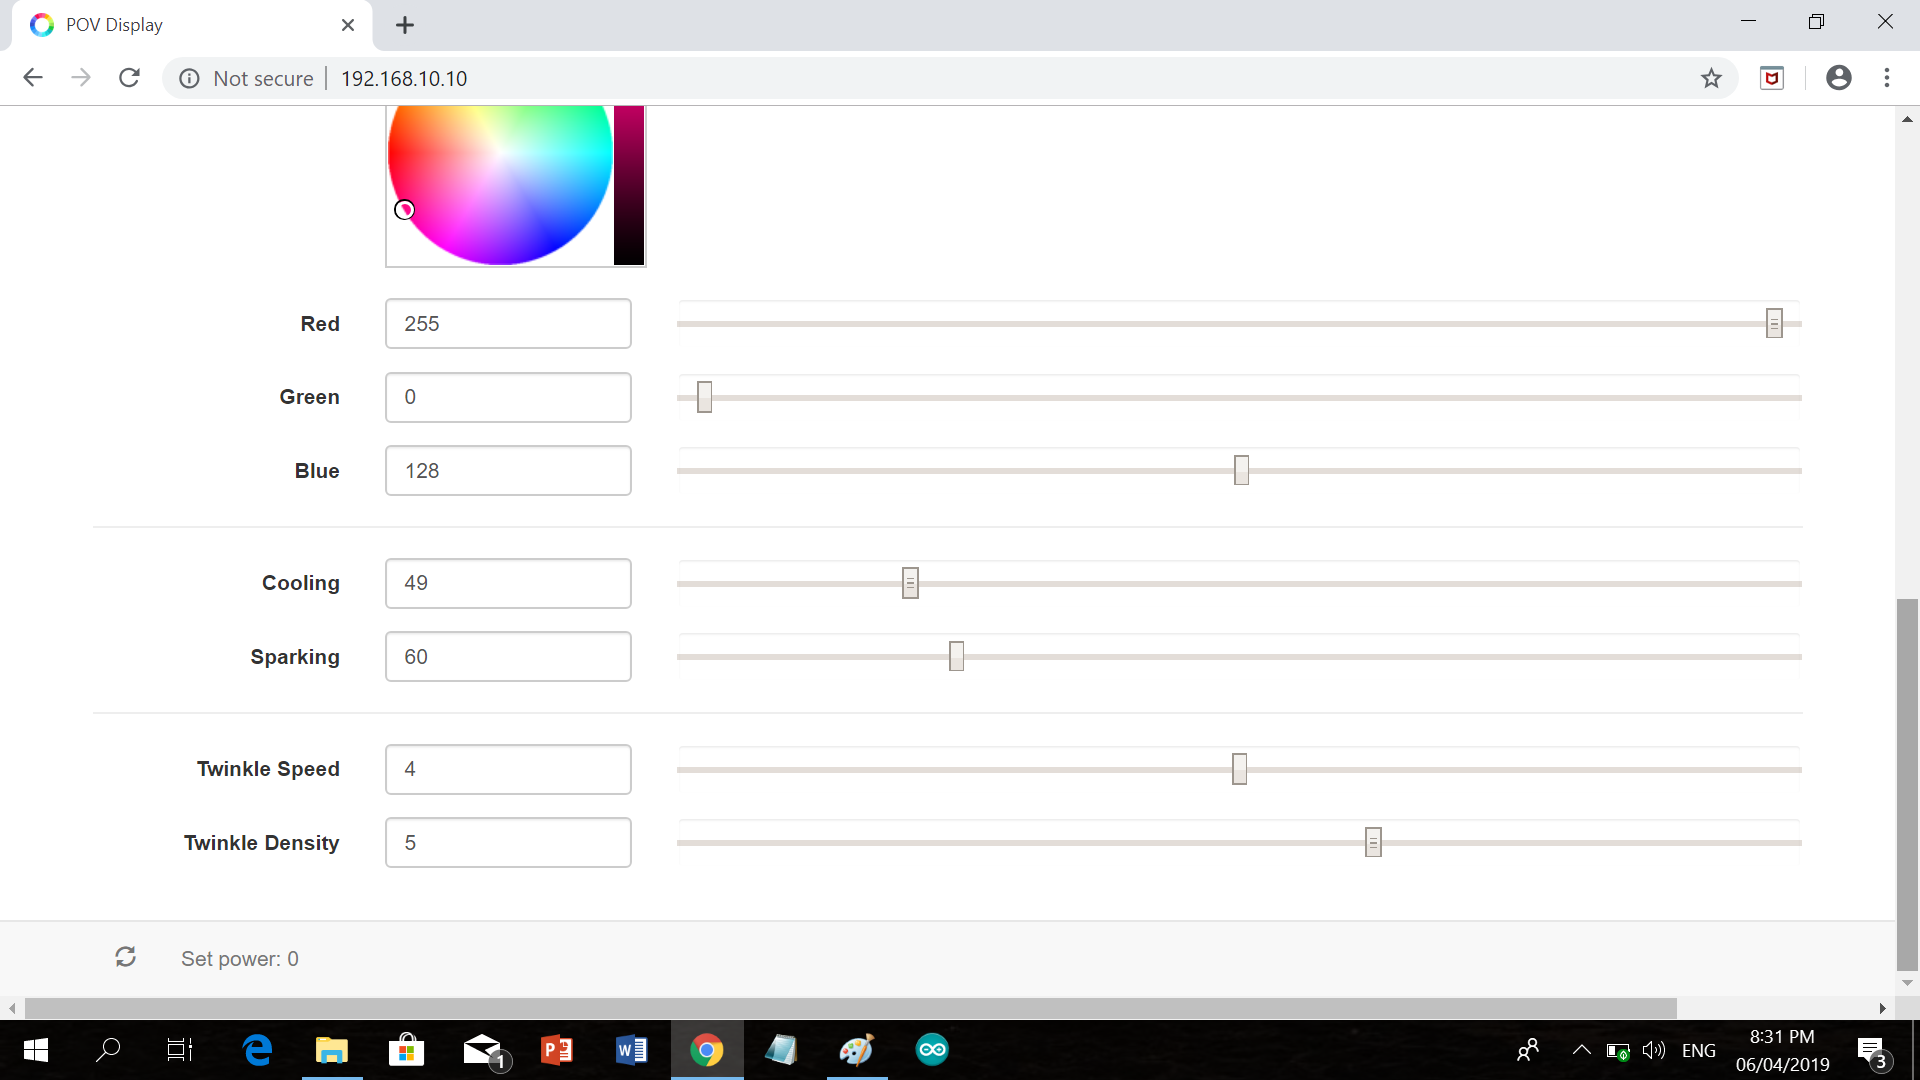 POV Display
Not secure 192.168.10.10
Red 255
Green 0
Blue 128
Cooling 49
Sparking 60
Twinkle Speed 4
Twinkle Density 5
Set power: 0
1
ENG
8:31 PM
06/04/2019
3